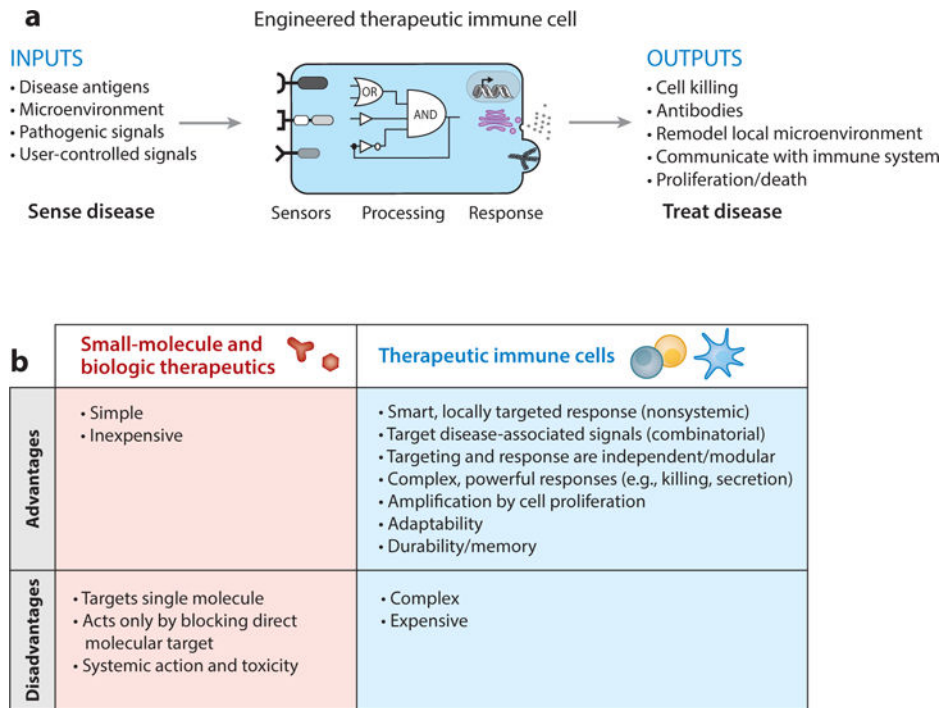 a
Engineered therapeutic immune cell
INPUTS
• Disease antigens
• Microenvironment
• Pathogenic signals
• User-controlled signals
Sense disease
OR
AND
Sensors
Processing
Response
OUTPUTS
• Cell killing
• Antibodies
• Remodel local microenvironment
• Communicate with immune system
• Proliferation/death
Treat disease
b
Small-molecule and
biologic therapeutics
Therapeutic immune cells
Advantages
• Simple
• Inexpensive
• Smart, locally targeted response (nonsystemic)
• Target disease-associated signals (combinatorial)
• Targeting and response are independent/modular
• Complex, powerful responses (e.g., killing, secretion)
• Amplification by cell proliferation
• Adaptability
• Durability/memory
Disadvantages
• Targets single molecule
• Acts only by blocking direct
molecular target
• Systemic action and toxicity
• Complex
• Expensive